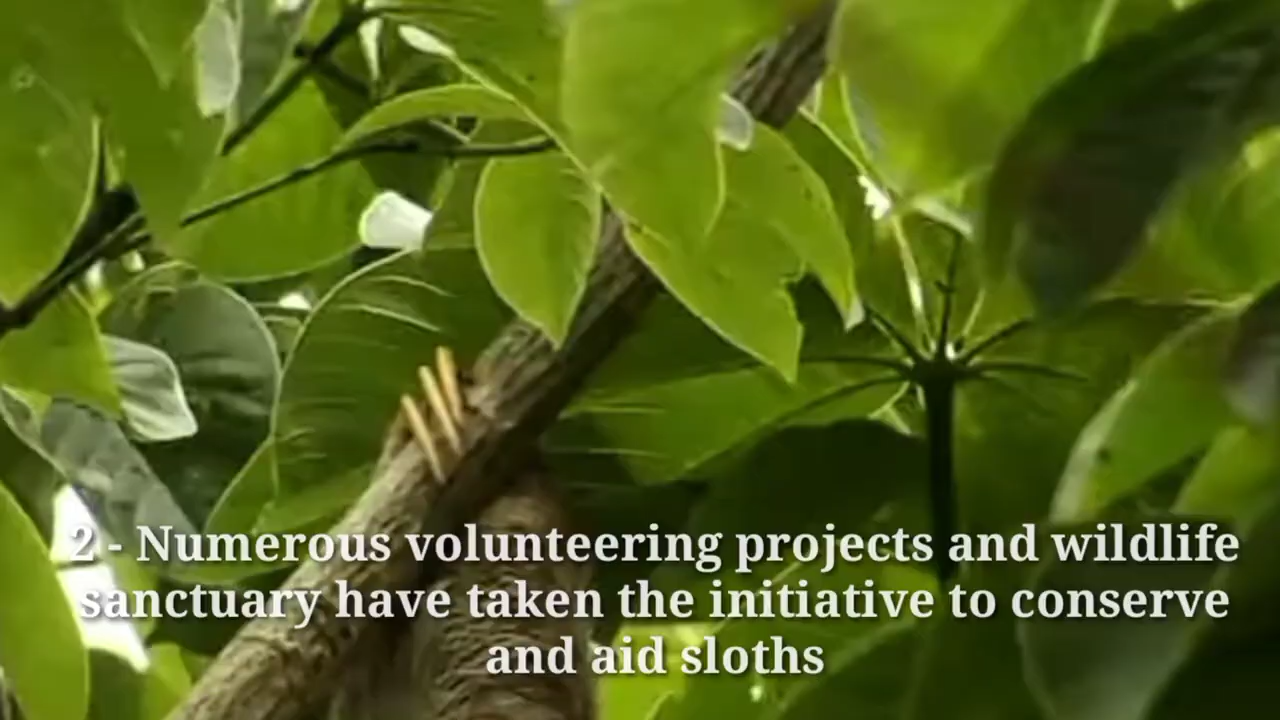 2 - Numerous volunteering projects and wildlife
sanctuary have taken the initiative to conserve
and aid sloths